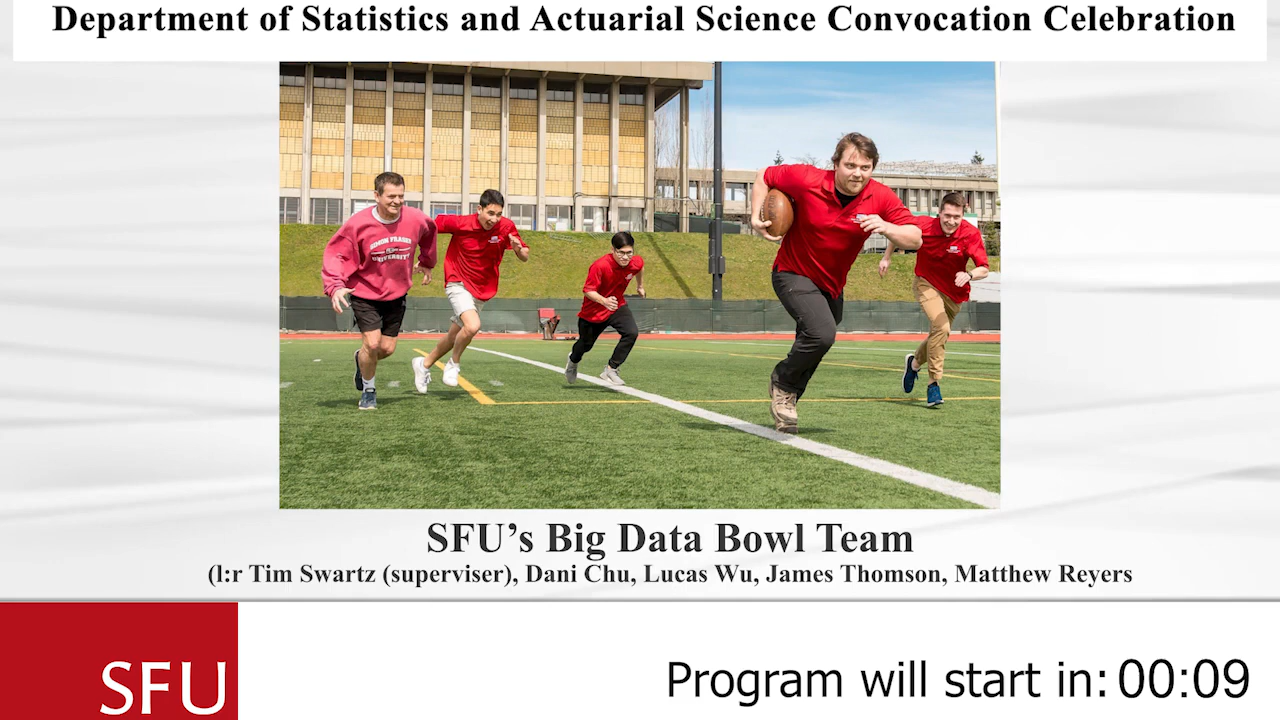 Department of Statistics and Actuarial Science Convocation Celebration
SIMON FRASER
UNIVERSITY
SFU’s Big Data Bowl Team
(l:r Tim Swartz (superviser), Dani Chu, Lucas Wu, James Thomson, Matthew Reyers
SFU
Program will start in: 00:09